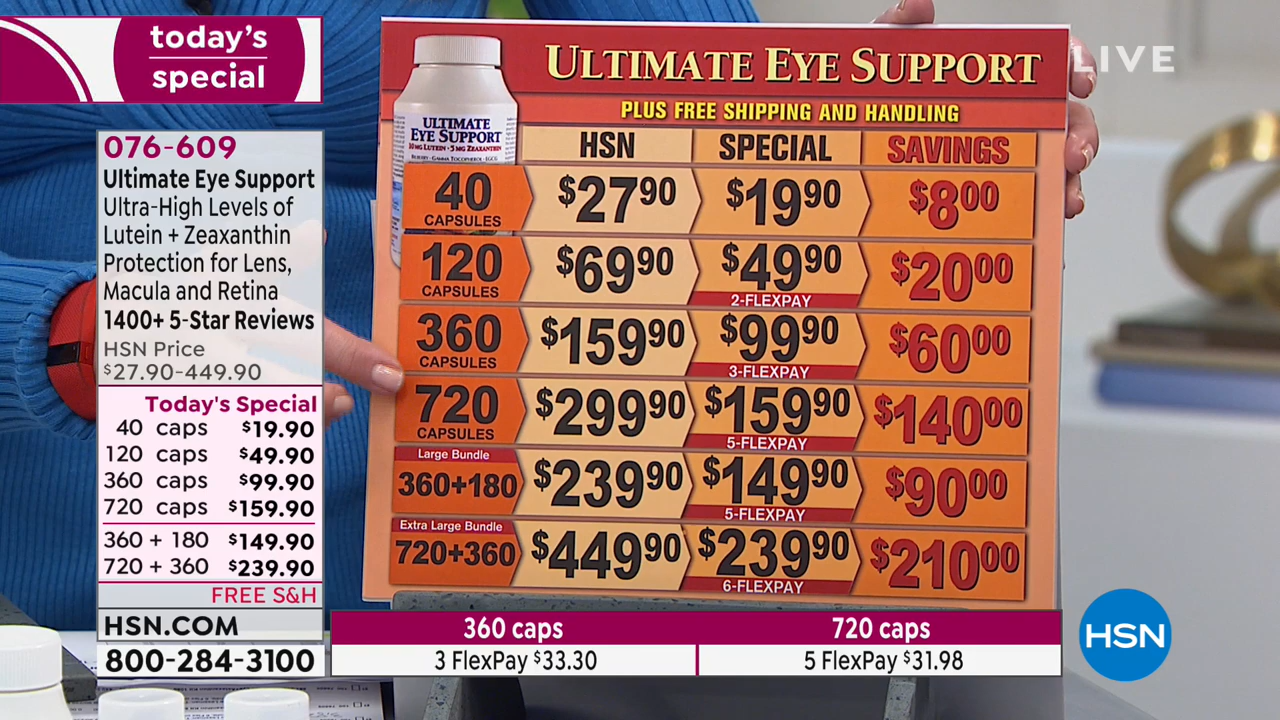 today's
special
076-609
Ultimate Eye Support
Ultra-High Levels of
Lutein + Zeaxanthin
Protection for Lens,
Macula and Retina
1400+ 5-Star Reviews
HSN Price
$27.90-449.90
Today's Special
40 caps $19.90
120 caps $49.90
360 caps $99.90
720 caps $159.90
360 + 180 $149.90
720 + 360 $239.90
FREE S&H
HSN.COM
800-284-3100
LIVE
ULTIMATE EYE SUPPORT
PLUS FREE SHIPPING AND HANDLING
ULTIMATE
EYE SUPPORT
10 MG LUTEIN • 5 MG ZEAXANTHIN
HSN SPECIAL SAVINGS
40 CAPSULES $27.90 $19.90 $8.00
120 CAPSULES $69.90 $49.90 $20.00
2-FLEXPAY
360 CAPSULES $159.90 $99.90 $60.00
3-FLEXPAY
720 CAPSULES $299.90 $159.90 $140.00
5-FLEXPAY
Large Bundle
360+180 $239.90 $149.90 $90.00
5-FLEXPAY
Extra Large Bundle
720+360 $449.90 $239.90 $210.00
6-FLEXPAY
360 caps 720 caps
3 FlexPay $33.30 5 FlexPay $31.98
HSN